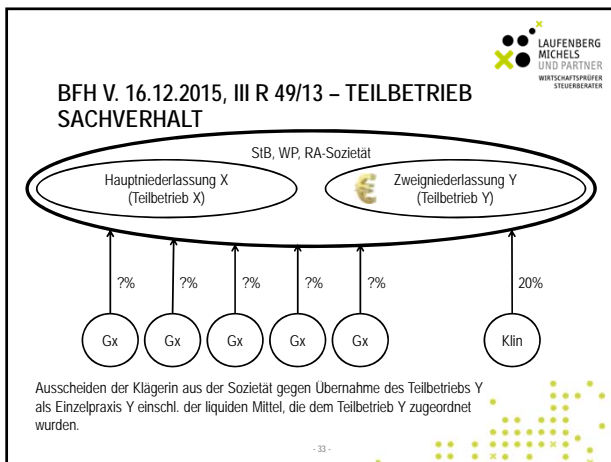 LAUFENBERG
MICHELS
UND PARTNER
WIRTSCHAFTSPRÜFER
STEUERBERATER
BFH V. 16.12.2015, III R 49/13 – TEILBETRIEB
SACHVERHALT
StB, WP, RA-Sozietät
Hauptniederlassung X
(Teilbetrieb X)
€
Zweigniederlassung Y
(Teilbetrieb Y)
?% ?% ?% ?% ?% 20%
Gx Gx Gx Gx Gx Klin
Ausscheiden der Klägerin aus der Sozietät gegen Übernahme des Teilbetriebs Y
als Einzelpraxis Y einschl. der liquiden Mittel, die dem Teilbetrieb Y zugeordnet
wurden.
- 33 -